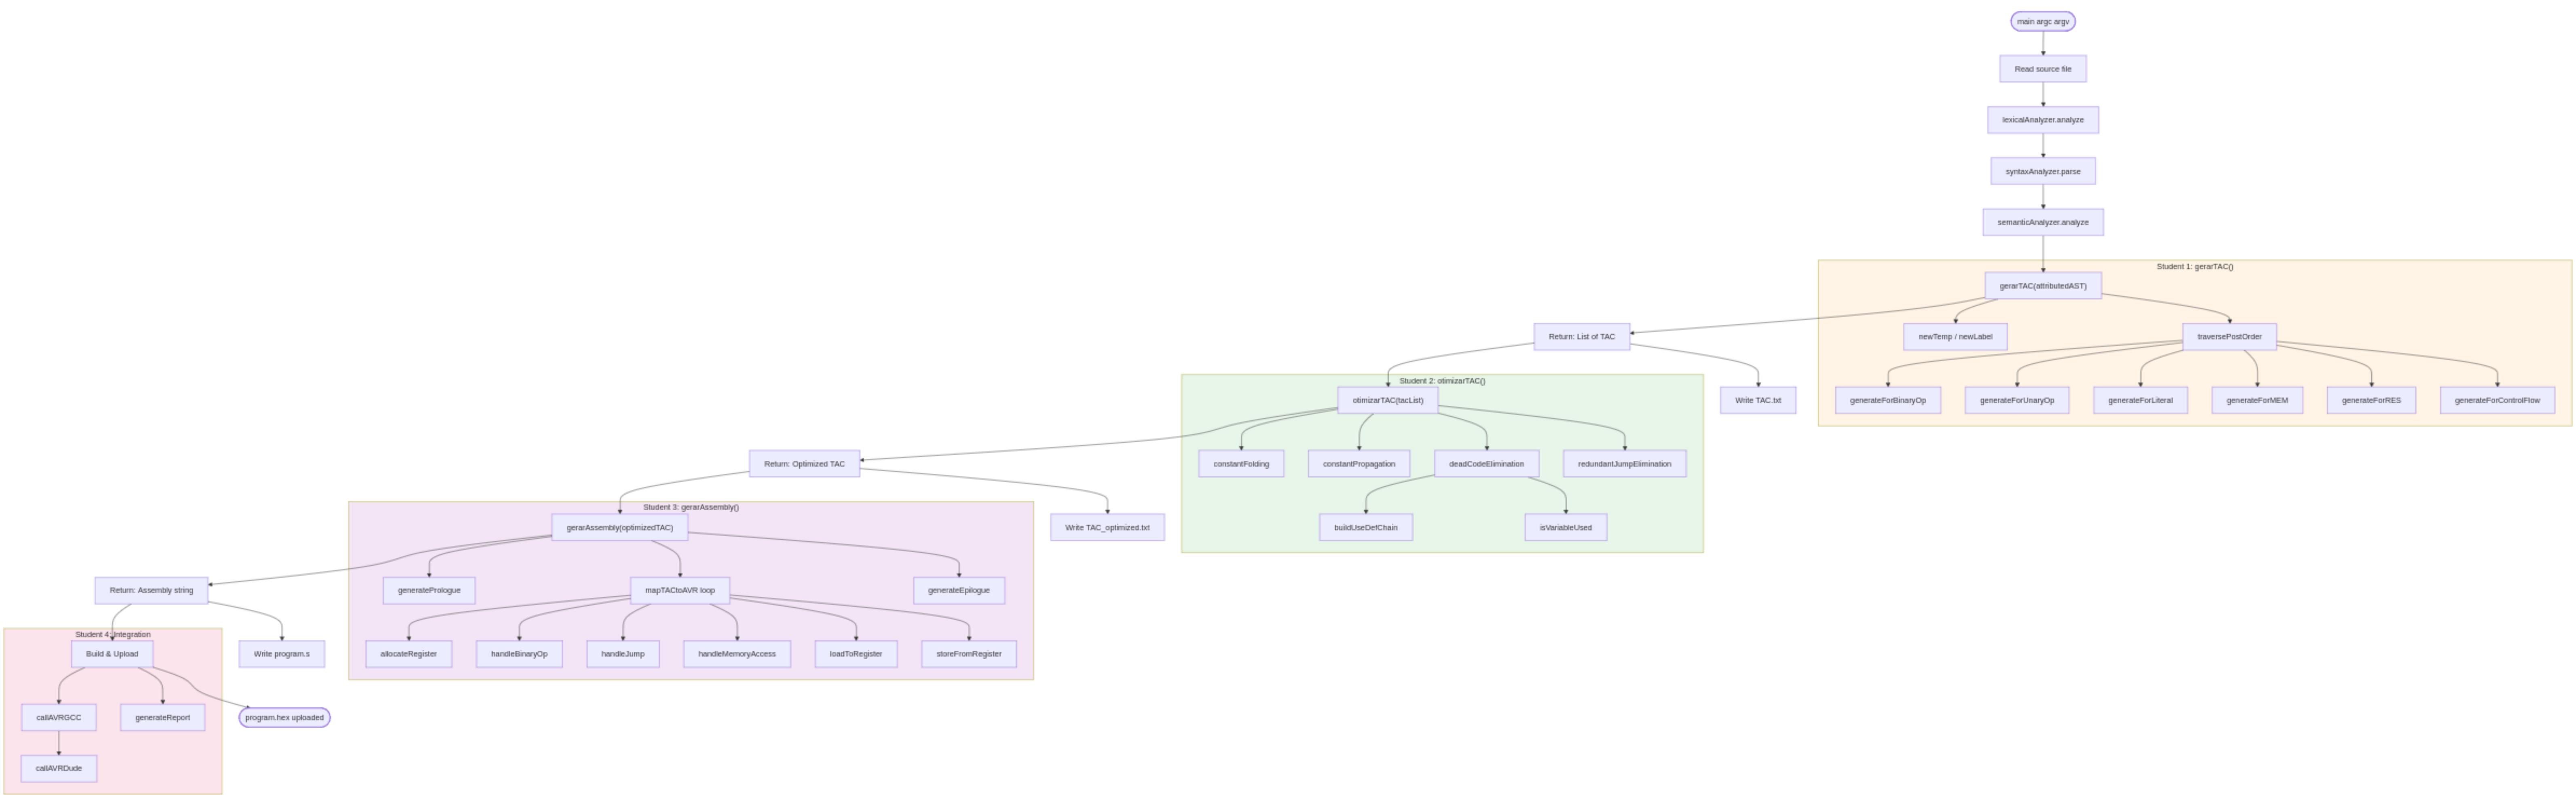 main argc argv
Read source file
lexicalAnalyzer.analyze
syntaxAnalyzer.parse
semanticAnalyzer.analyze
Student 1: gerarTAC()
gerarTAC(attributedAST)
Return: List of TAC
newTemp / newLabel
traversePostOrder
Student 2: otimizarTAC()
otimizarTAC(tacList)
Write TAC.txt
generateForBinaryOp
generateForUnaryOp
generateForLiteral
generateForMEM
generateForRES
generateForControlFlow
Return: Optimized TAC
constantFolding
constantPropagation
deadCodeElimination
redundantJumpElimination
Student 3: gerarAssembly()
gerarAssembly(optimizedTAC)
Write TAC_optimized.txt
buildUseDefChain
isVariableUsed
Return: Assembly string
generatePrologue
mapTACtoAVR loop
generateEpilogue
Student 4: Integration
Build & Upload
Write program.s
allocateRegister
handleBinaryOp
handleJump
handleMemoryAccess
loadToRegister
storeFromRegister
callAVRGCC
generateReport
program.hex uploaded
callAVRDude